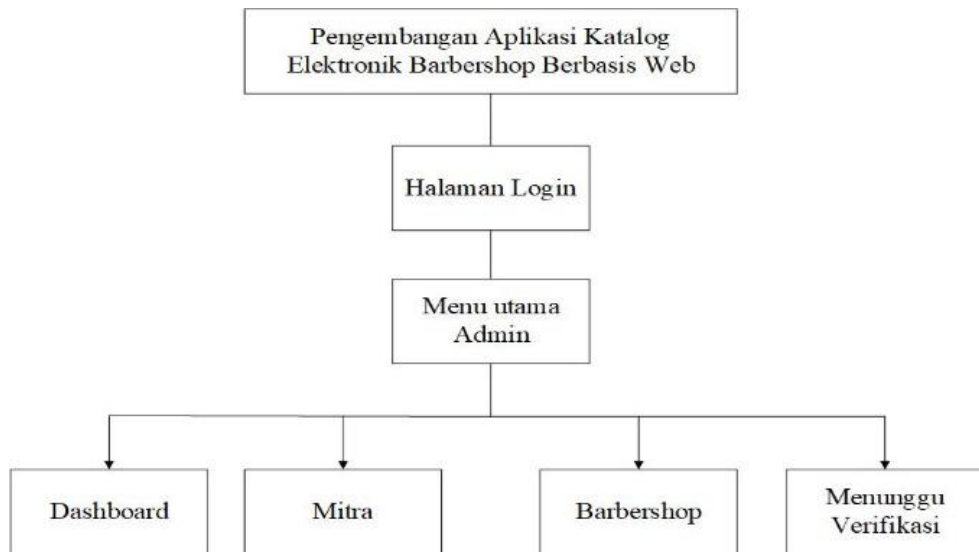 Pengembangan Aplikasi Katalog
Elektronik Barbershop Berbasis Web
Halaman Login
Menu utama
Admin
Dashboard
Mitra
Barbershop
Menunggu
Verifikasi